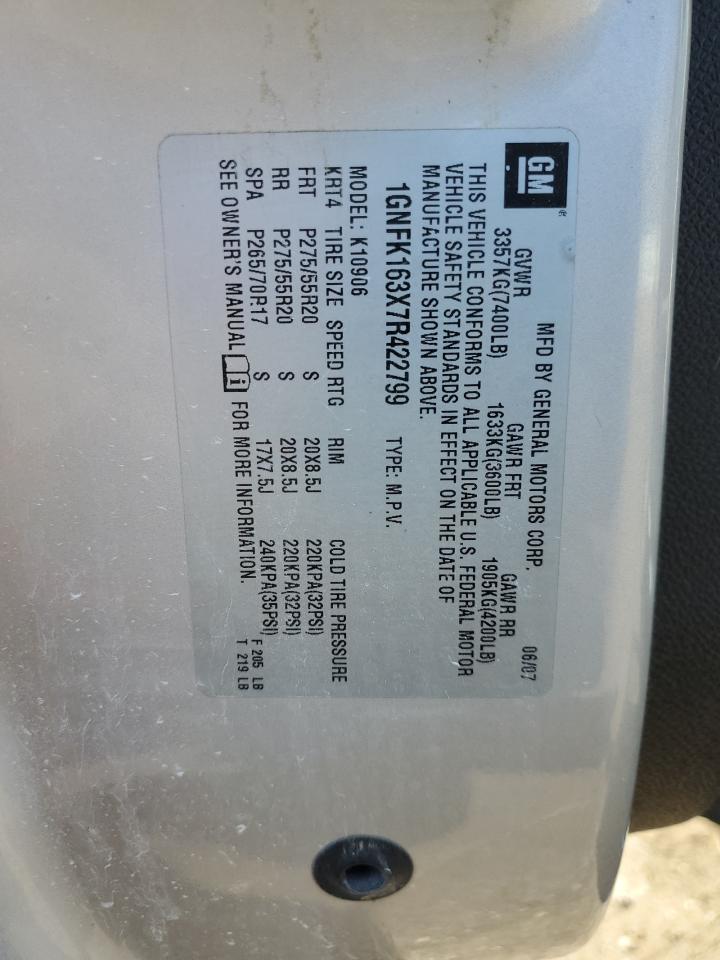 GM
MFD BY GENERAL MOTORS CORP. 06/07
GVWR GAWR FRT GAWR RR
3357KG(7400LB) 1633KG(3600LB) 1905KG(4200LB)
THIS VEHICLE CONFORMS TO ALL APPLICABLE U.S. FEDERAL MOTOR
VEHICLE SAFETY STANDARDS IN EFFECT ON THE DATE OF
MANUFACTURE SHOWN ABOVE.
1GNFK163X7R422799 TYPE: M.P.V.
MODEL: K10906
KRT4 TIRE SIZE SPEED RTG RIM COLD TIRE PRESSURE
FRT P275/55R20 S 20X8.5J 220KPA(32PSI)
RR P275/55R20 S 20X8.5J 220KPA(32PSI)
SPA P265/70R17 S 17X7.5J 240KPA(35PSI) F 205 LB
SEE OWNER'S MANUAL i FOR MORE INFORMATION. T 219 LB